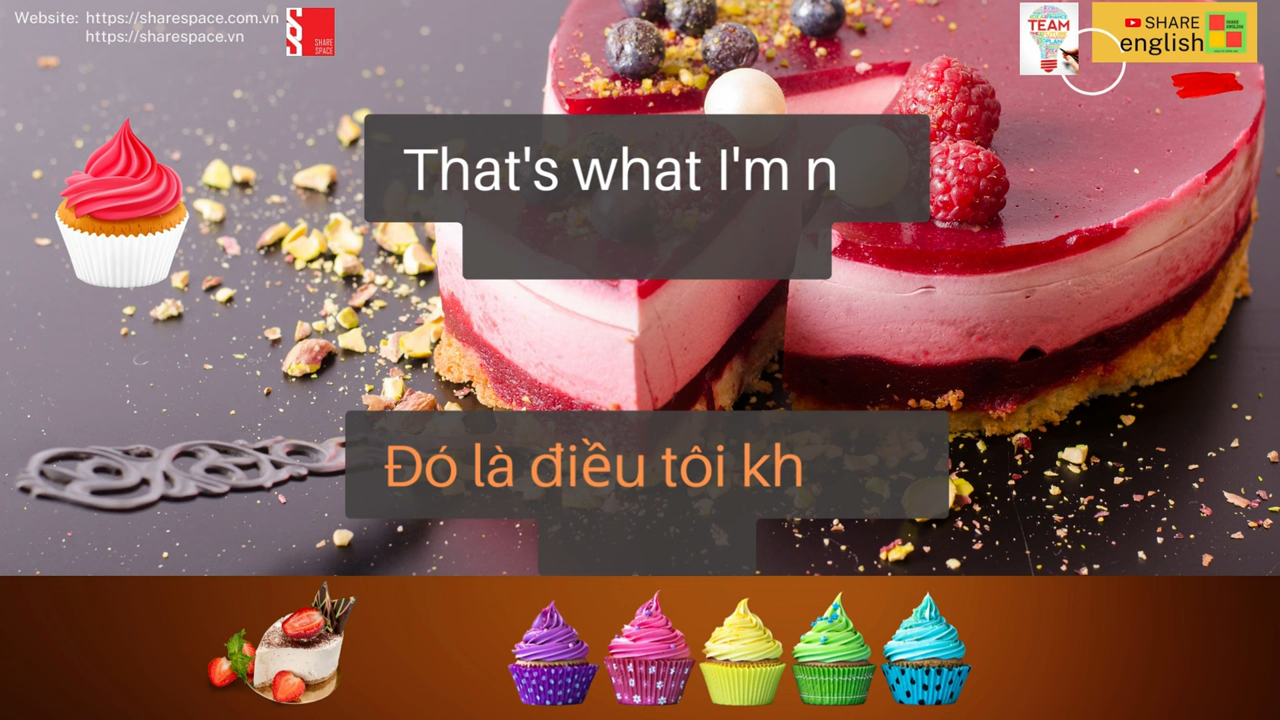 Website: https://sharespace.com.vn
https://sharespace.vn
SHARE
SPACE
TEAM
PLAN
SHARE
english
That's what I'm n
Đó là điều tôi kh